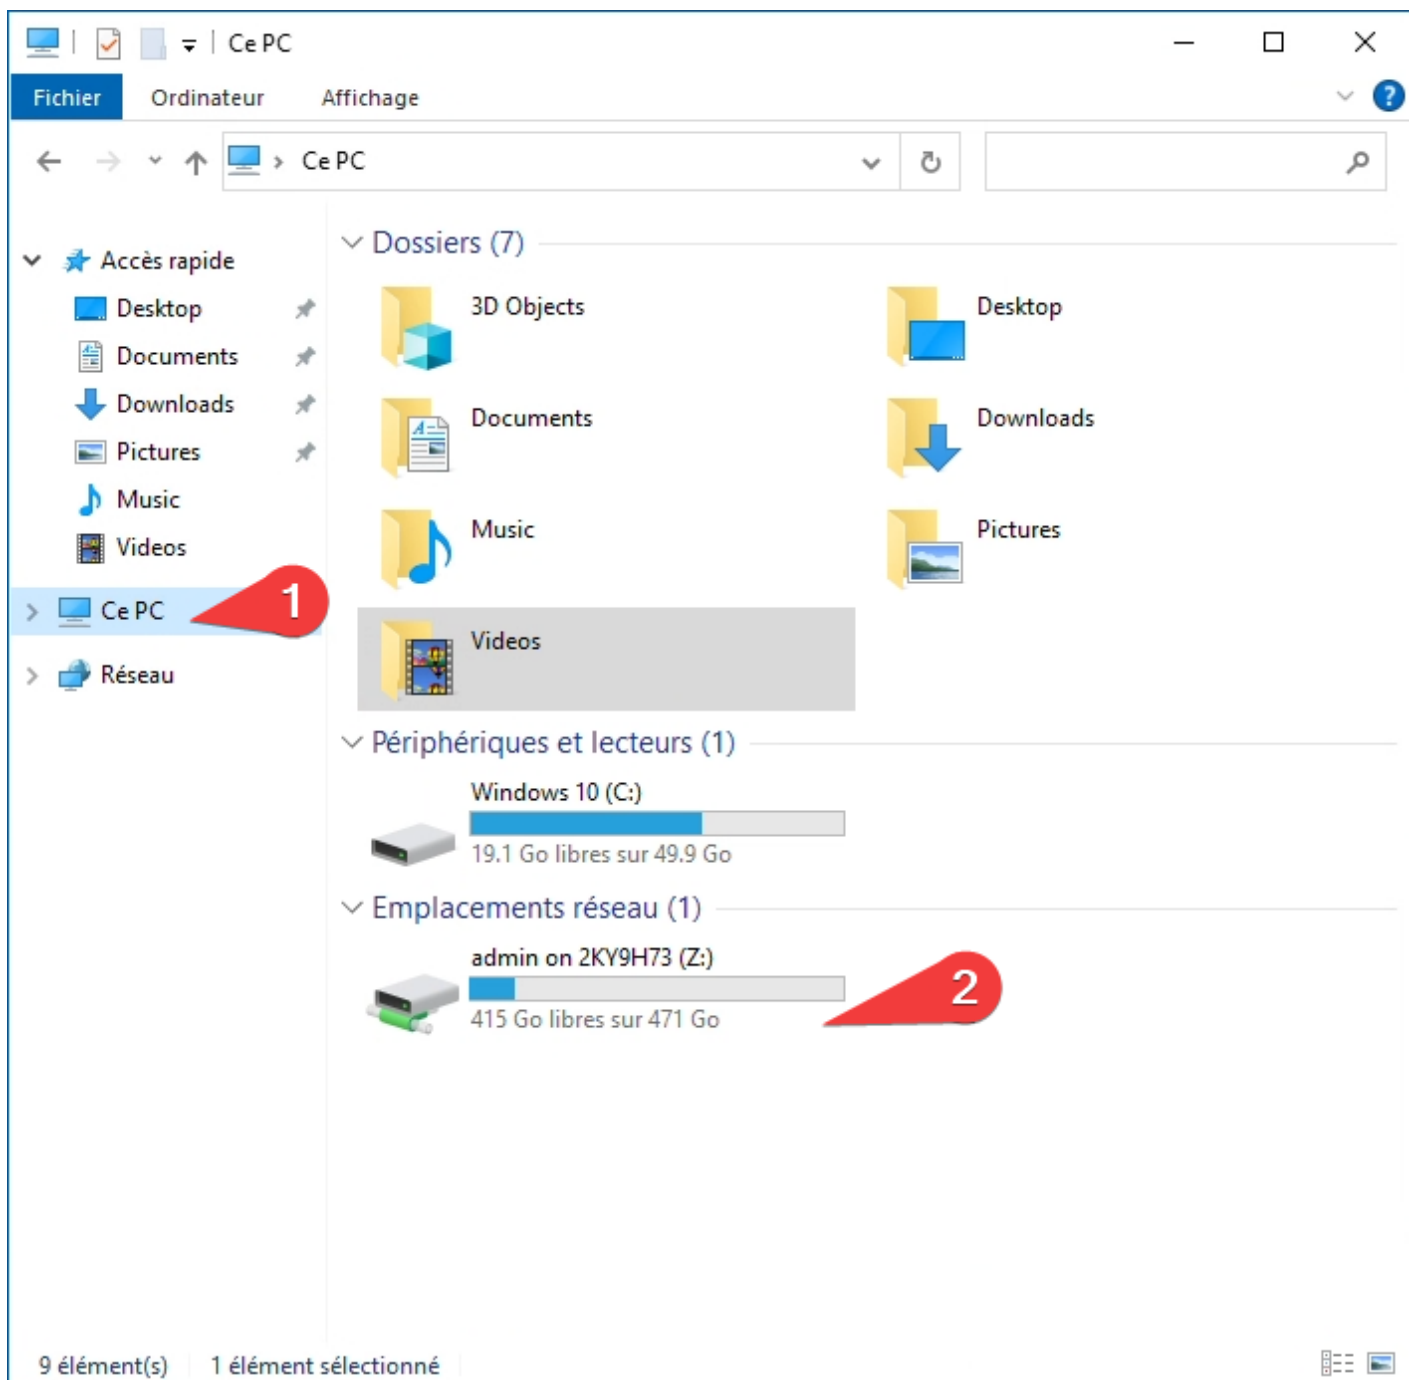 Ce PC
Fichier Ordinateur Affichage ?
Ce PC
Accès rapide
Desktop
Documents
Downloads
Pictures
Music
Videos
Ce PC 1
Réseau
Dossiers (7)
3D Objects Desktop
Documents Downloads
Music Pictures
Videos
Périphériques et lecteurs (1)
Windows 10 (C:)
19.1 Go libres sur 49.9 Go
Emplacements réseau (1)
admin on 2KY9H73 (Z:)
415 Go libres sur 471 Go
2
9 élément(s) 1 élément sélectionné